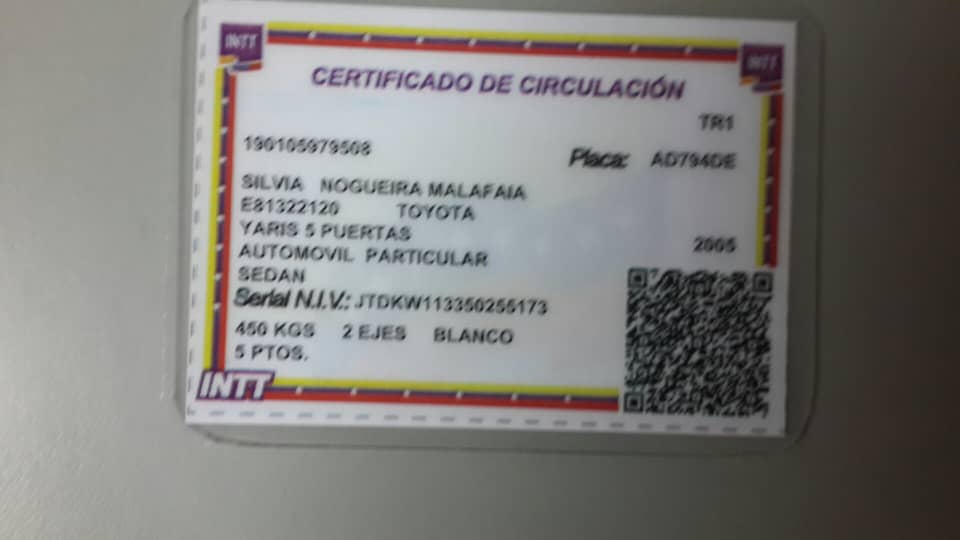 INTT
INTT
CERTIFICADO DE CIRCULACIÓN
TR1
190105979508 Placa: AD794DE
SILVIA NOGUEIRA MALAFAIA
E81322120 TOYOTA
YARIS 5 PUERTAS 2005
AUTOMOVIL PARTICULAR
SEDAN
Serial N.I.V.: JTDKW113350255173
450 KGS 2 EJES BLANCO
5 PTOS.
INTT